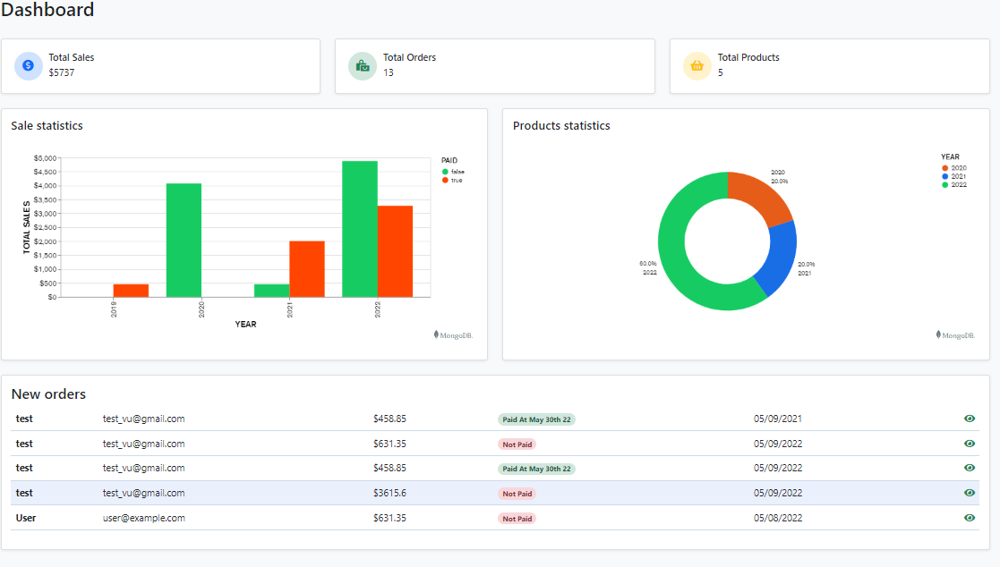 Dashboard
Total Sales
$5737
Total Orders
13
Total Products
5
Sale statistics
$5,000
$4,500
$4,000
$3,500
$3,000
$2,500
$2,000
$1,500
$1,000
$500
$0
TOTAL SALES
2019
2020
2021
2022
YEAR
PAID
false
true
MongoDB.
Products statistics
2020
20.0%
60.0%
2022
20.0%
2021
YEAR
2020
2021
2022
MongoDB.
New orders
test test_vu@gmail.com $458.85 Paid At May 30th 22 05/09/2021
test test_vu@gmail.com $631.35 Not Paid 05/09/2022
test test_vu@gmail.com $458.85 Paid At May 30th 22 05/09/2022
test test_vu@gmail.com $3615.6 Not Paid 05/09/2022
User user@example.com $631.35 Not Paid 05/08/2022